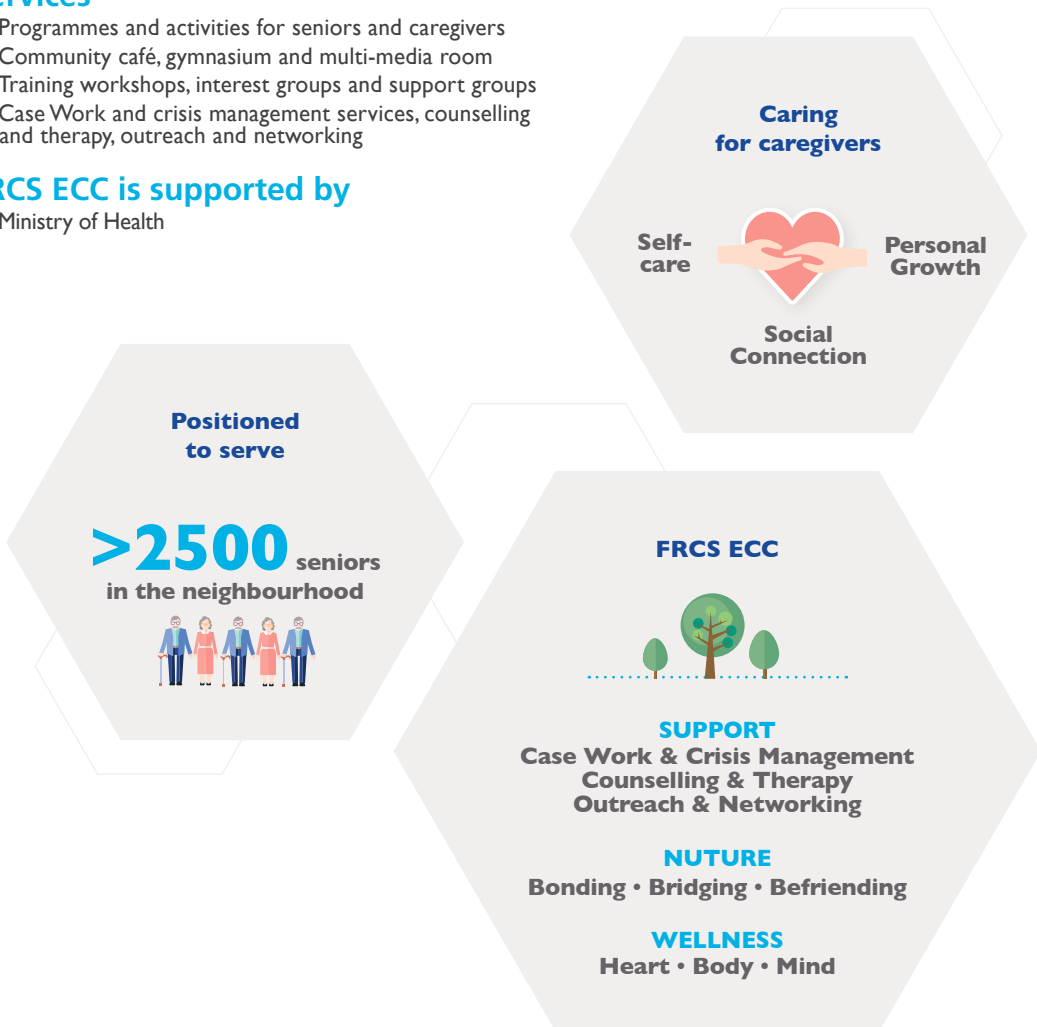 ervices
Programmes and activities for seniors and caregivers
Community café, gymnasium and multi-media room
Training workshops, interest groups and support groups
Case Work and crisis management services, counselling
and therapy, outreach and networking
RCS ECC is supported by
Ministry of Health
Caring
for caregivers
Self-
care
Personal
Growth
Social
Connection
Positioned
to serve
>2500 seniors
in the neighbourhood
FRCS ECC
SUPPORT
Case Work & Crisis Management
Counselling & Therapy
Outreach & Networking
NUTURE
Bonding • Bridging • Befriending
WELLNESS
Heart • Body • Mind